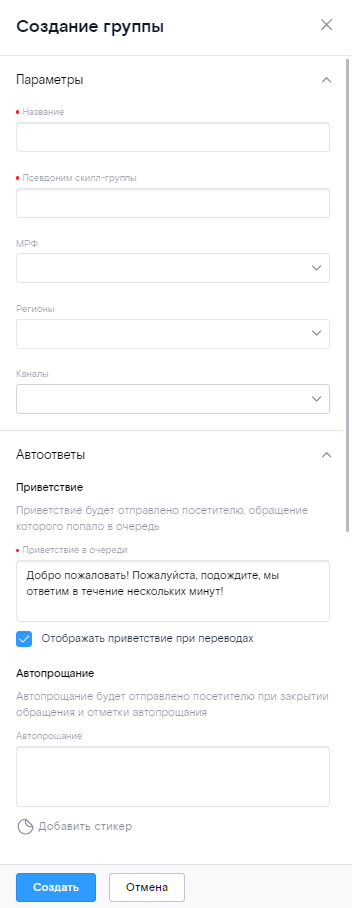 Создание группы
Параметры
Название
Псевдоним скилл-группы
МРФ
Регионы
Каналы
Автоответы
Приветствие
Приветствие будет отправлено посетителю, обращение
которого попало в очередь
Приветствие в очереди
Добро пожаловать! Пожалуйста, подождите, мы
ответим в течение нескольких минут!
Отображать приветствие при переводах
Автопрощание
Автопрощание будет отправлено посетителю при закрытии
обращения и отметки автопрощания
Автопрощание
Добавить стикер
Создать
Отмена